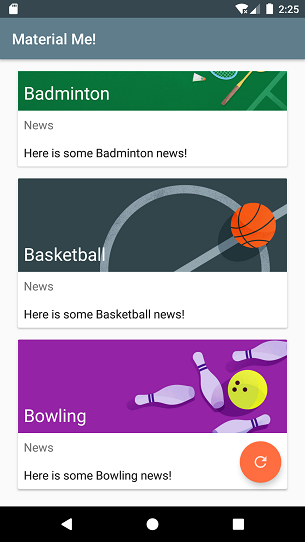 2:25
Material Me!
Badminton
News
Here is some Badminton news!
Basketball
News
Here is some Basketball news!
Bowling
News
Here is some Bowling news!